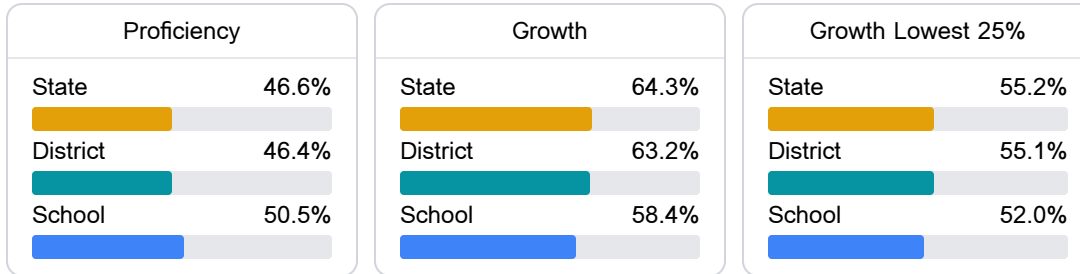 Proficiency
State 46.6%
District 46.4%
School 50.5%
Growth
State 64.3%
District 63.2%
School 58.4%
Growth Lowest 25%
State 55.2%
District 55.1%
School 52.0%